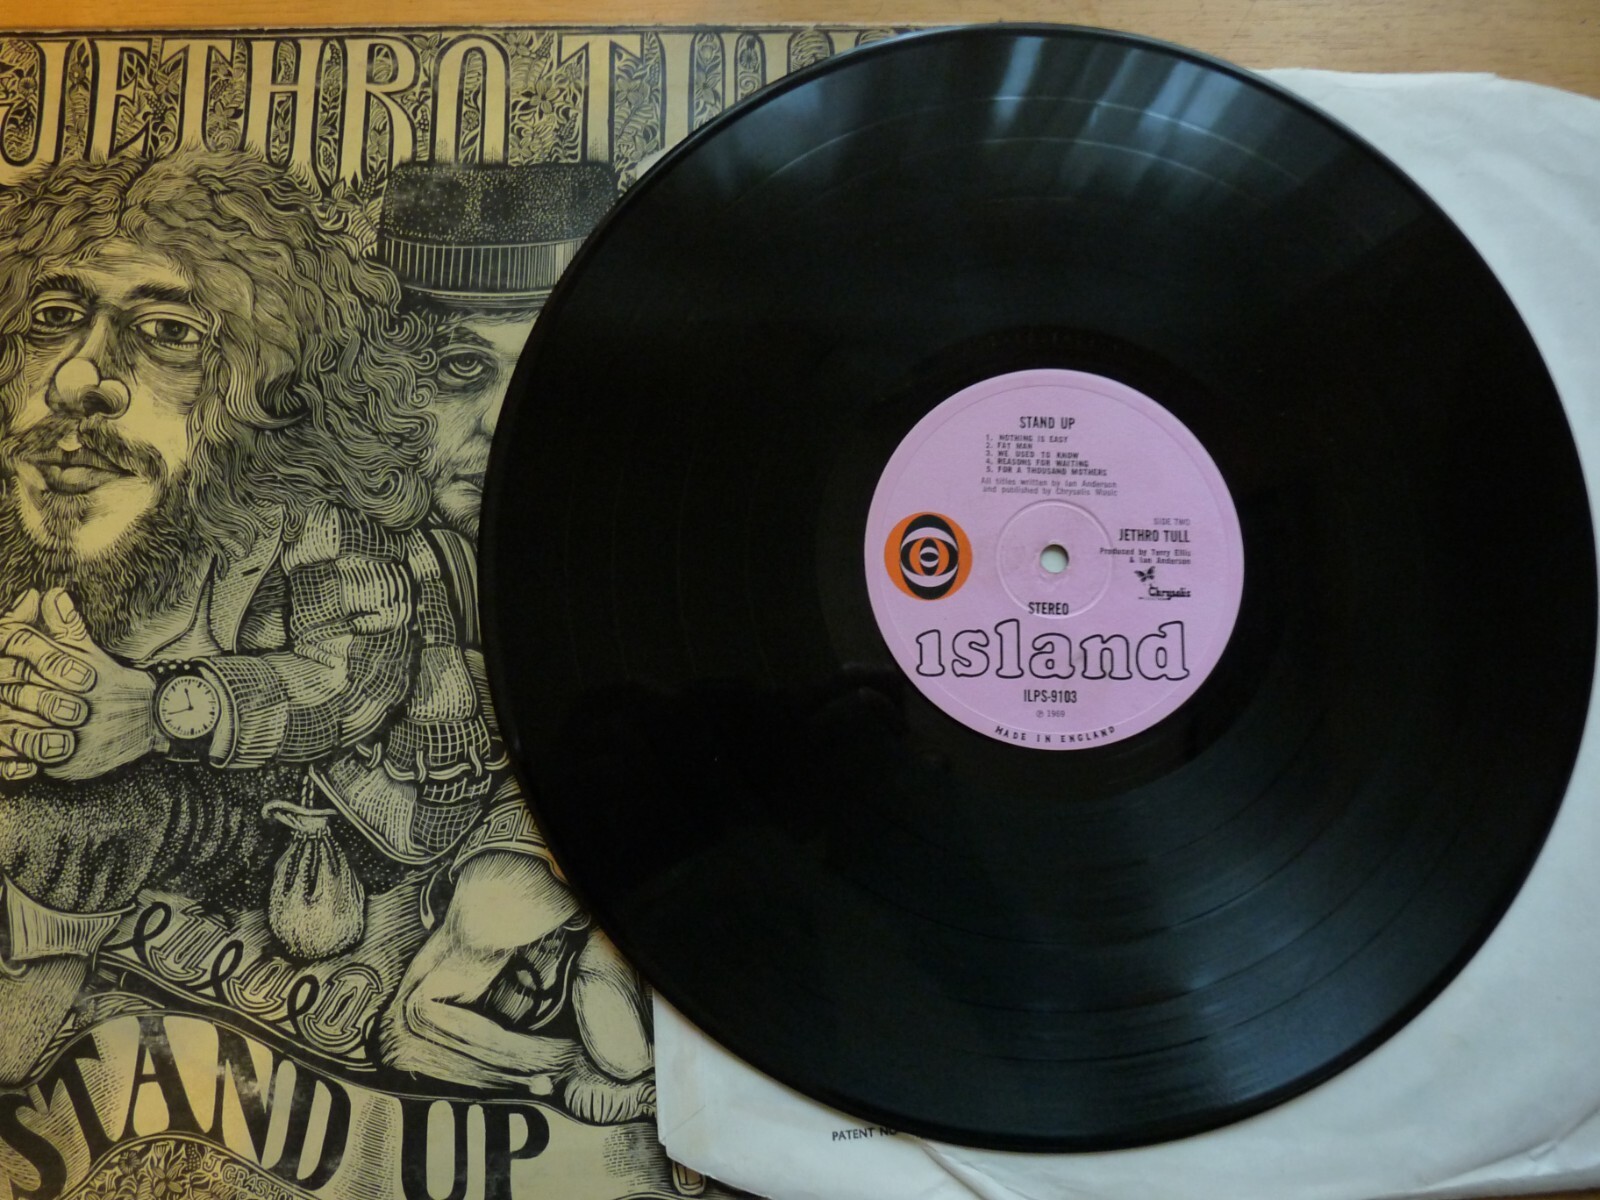 JETHRO TULL
STAND UP
J. GRASHO
STAND UP
1. NOTHING IS EASY
2. FAT MAN
3. WE USED TO KNOW
4. REASONS FOR WAITING
5. FOR A THOUSAND MOTHERS
All titles written by Ian Anderson
and published by Chrysalis Music
SIDE TWO
JETHRO TULL
Produced by Terry Ellis
& Ian Anderson
Chrysalis
STEREO
island
ILPS-9103
℗ 1969
MADE IN ENGLAND
PATENT No